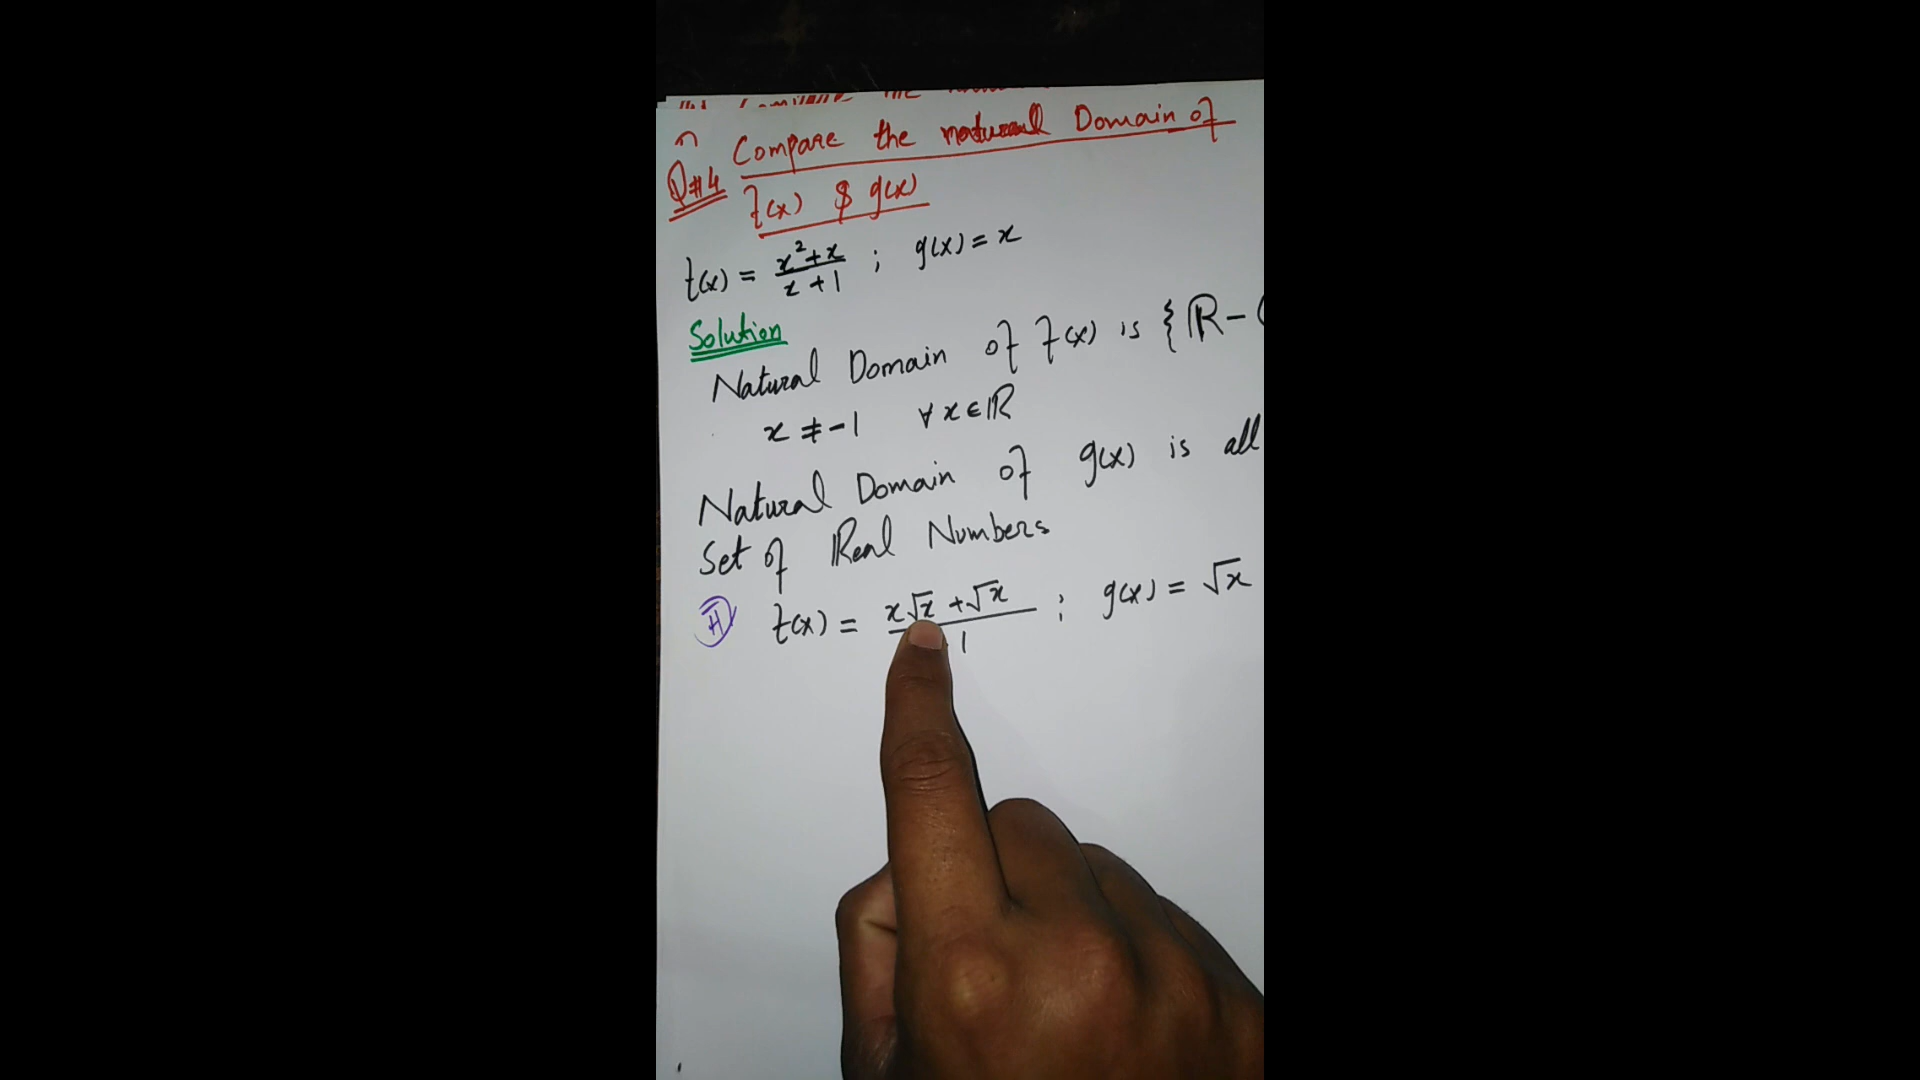 Compare the natural Domain of
Q#4 f(x) $ g(x)
f(x) = x²+x / x+1 ; g(x) = x
Solution
Natural Domain of f(x) is {ℝ -
x ≠ -1 ∀ x ∈ ℝ
Natural Domain of g(x) is all
Set of Real Numbers
f(x) = x√x + √x / 1 ; g(x) = √x